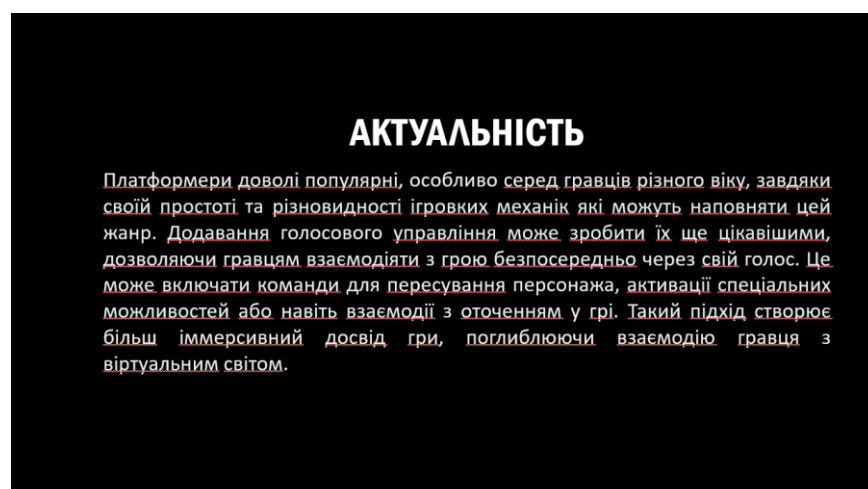 АКТУАЛЬНІСТЬ
Платформери доволі популярні, особливо серед гравців різного віку, завдяки
своїй простоті та різновидності ігровких механік які можуть наповняти цей
жанр. Додавання голосового управління може зробити їх ще цікавішими,
дозволяючи гравцям взаємодіяти з грою безпосередньо через свій голос. Це
може включати команди для пересування персонажа, активації спеціальних
можливостей або навіть взаємодії з оточенням у грі. Такий підхід створює
більш іммерсивний досвід гри, поглиблюючи взаємодію гравця з
віртуальним світом.